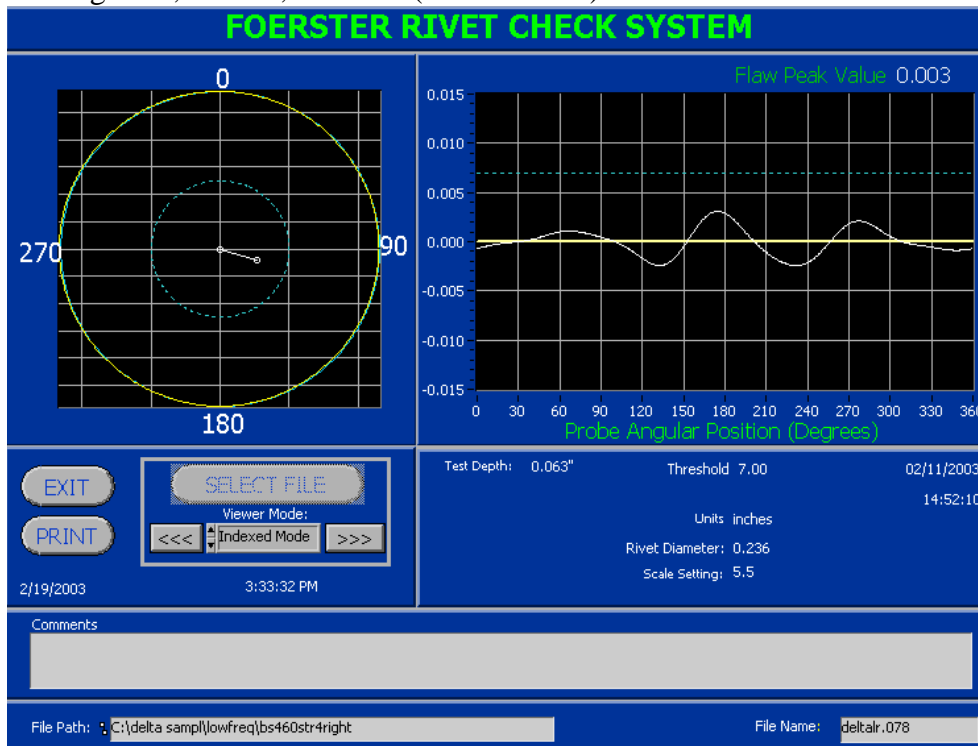 FOERSTER RIVET CHECK SYSTEM
0
270
90
180
Flaw Peak Value 0.003
0.015
0.010
0.005
0.000
-0.005
-0.010
-0.015
0 30 60 90 120 150 180 210 240 270 300 330 360
Probe Angular Position (Degrees)
EXIT
PRINT
SELECT FILE
Viewer Mode:
<<< Indexed Mode >>>
2/19/2003 3:33:32 PM
Test Depth: 0.063" Threshold 7.00 02/11/2003
14:52:10
Units inches
Rivet Diameter: 0.236
Scale Setting: 5.5
Comments
File Path: C:\delta sampl\lowfreq\bs460str4right File Name: deltalr.078